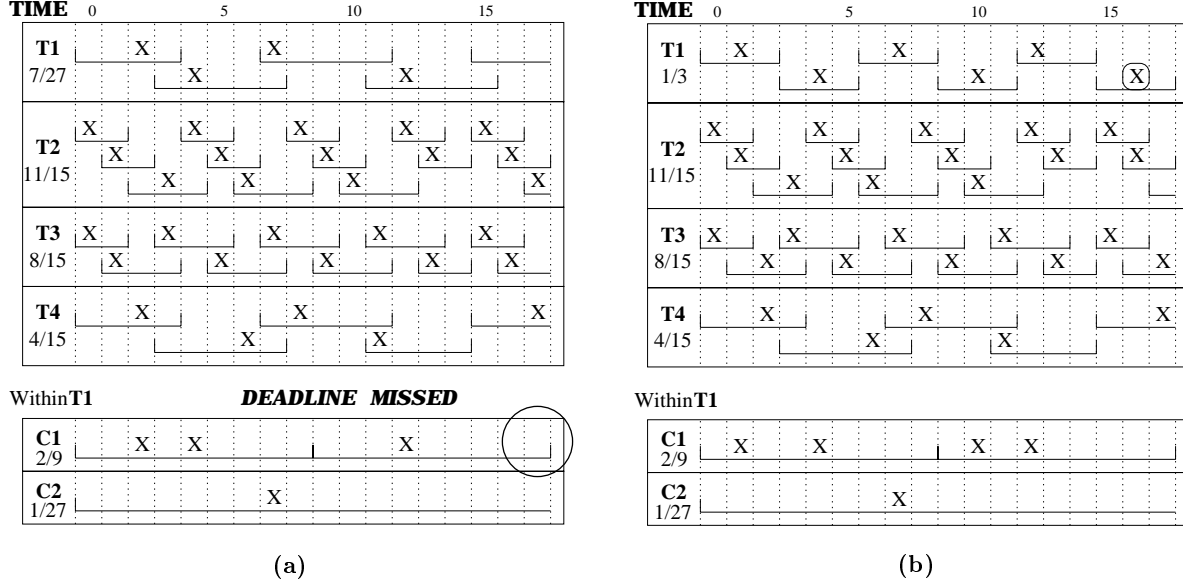 TIME 0 5 10 15
T1 X X
7/27 X X
X X X X X
T2 X X X X X
11/15 X X X X
T3 X X X X X
8/15 X X X X X
T4 X X X
4/15 X X
Within T1 DEADLINE MISSED
C1 X X X
2/9
C2 X
1/27
(a)
TIME 0 5 10 15
T1 X X X
1/3 X X X
X X X X X
T2 X X X X X
11/15 X X X
T3 X X X X X
8/15 X X X X X
T4 X X X
4/15 X X
Within T1
C1 X X X X
2/9
C2 X
1/27
(b)